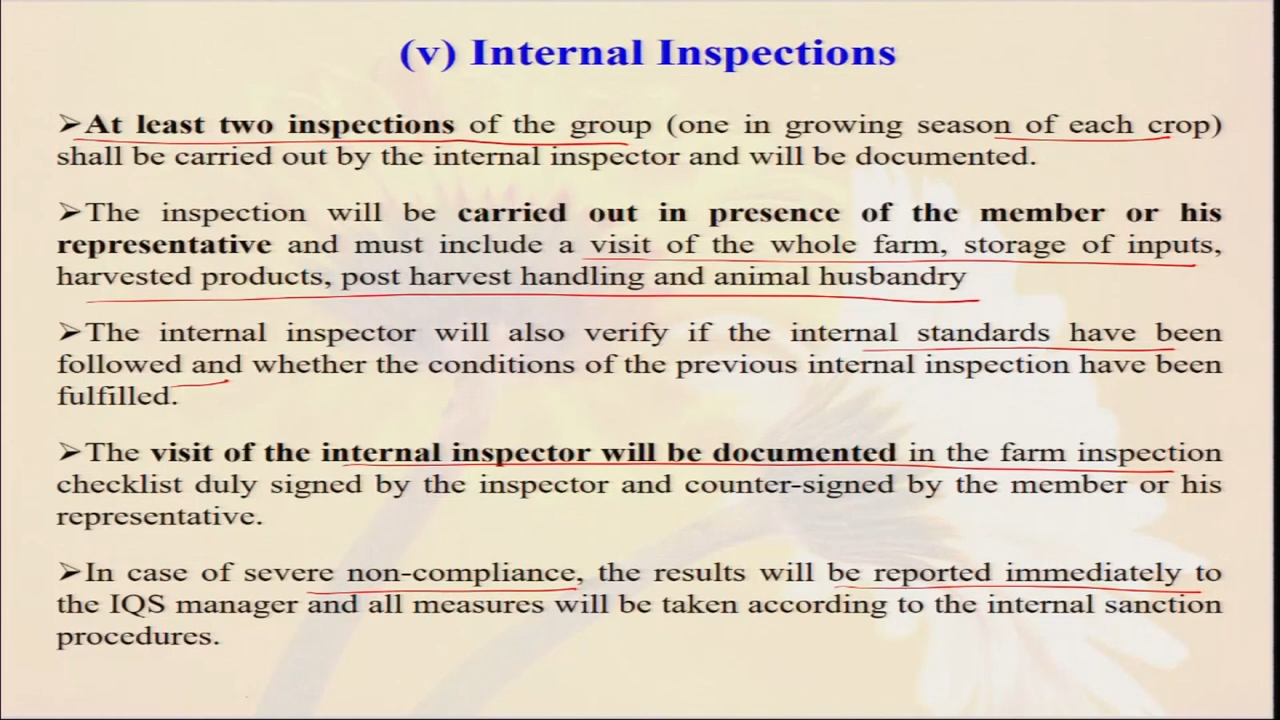 (v) Internal Inspections
➢At least two inspections of the group (one in growing season of each crop)
shall be carried out by the internal inspector and will be documented.
➢The inspection will be carried out in presence of the member or his
representative and must include a visit of the whole farm, storage of inputs,
harvested products, post harvest handling and animal husbandry
➢The internal inspector will also verify if the internal standards have been
followed and whether the conditions of the previous internal inspection have been
fulfilled.
➢The visit of the internal inspector will be documented in the farm inspection
checklist duly signed by the inspector and counter-signed by the member or his
representative.
➢In case of severe non-compliance, the results will be reported immediately to
the IQS manager and all measures will be taken according to the internal sanction
procedures.